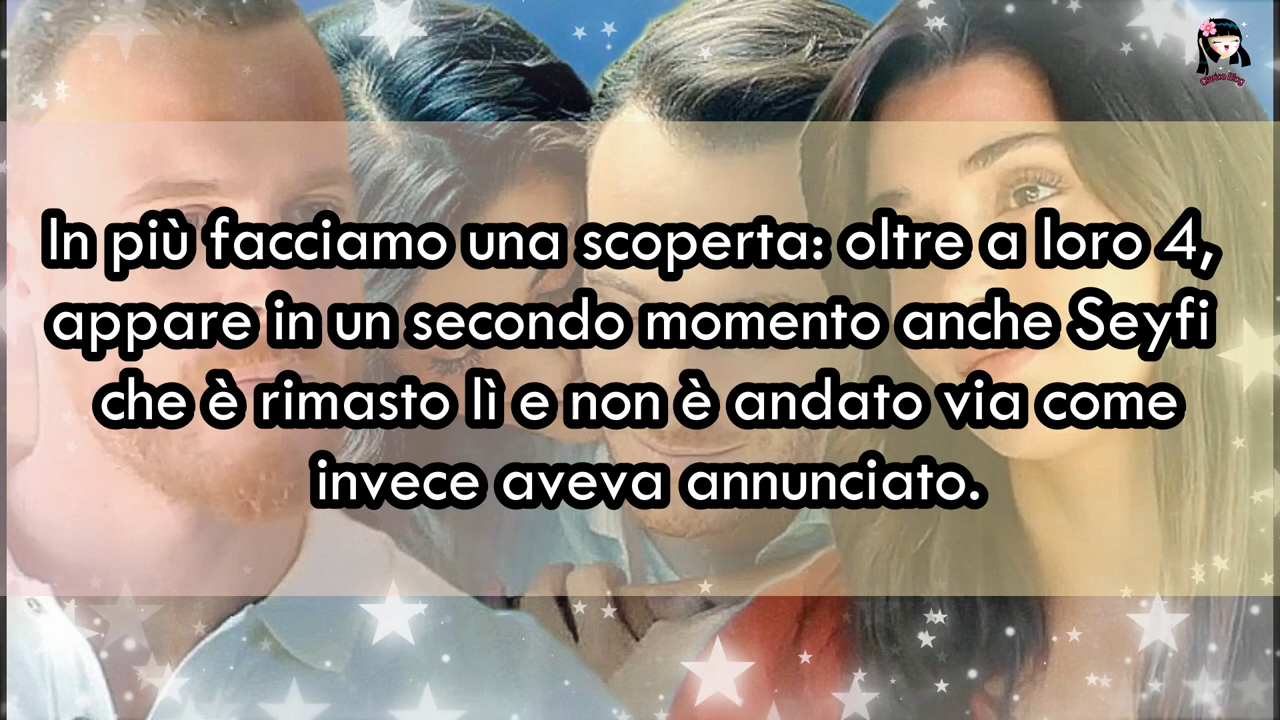 In più facciamo una scoperta: oltre a loro 4,
appare in un secondo momento anche Seyfi
che è rimasto lì e non è andato via come
invece aveva annunciato.